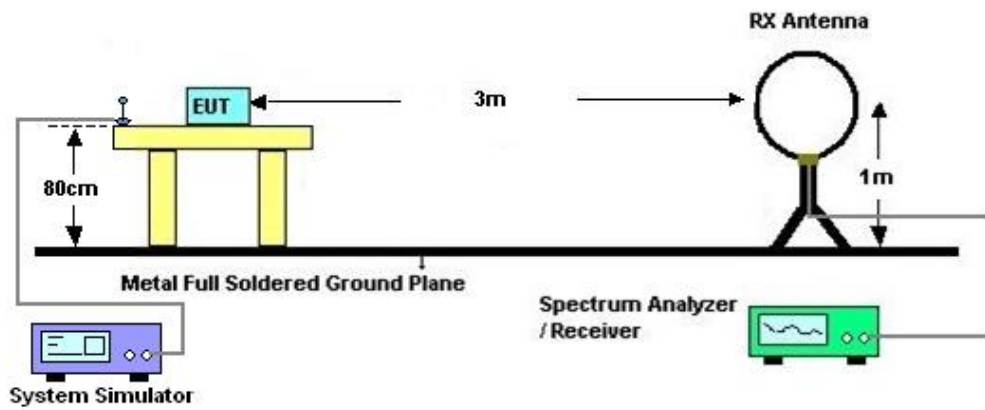 RX Antenna
EUT
3m
80cm
1m
Metal Full Soldered Ground Plane
Spectrum Analyzer
/ Receiver
System Simulator